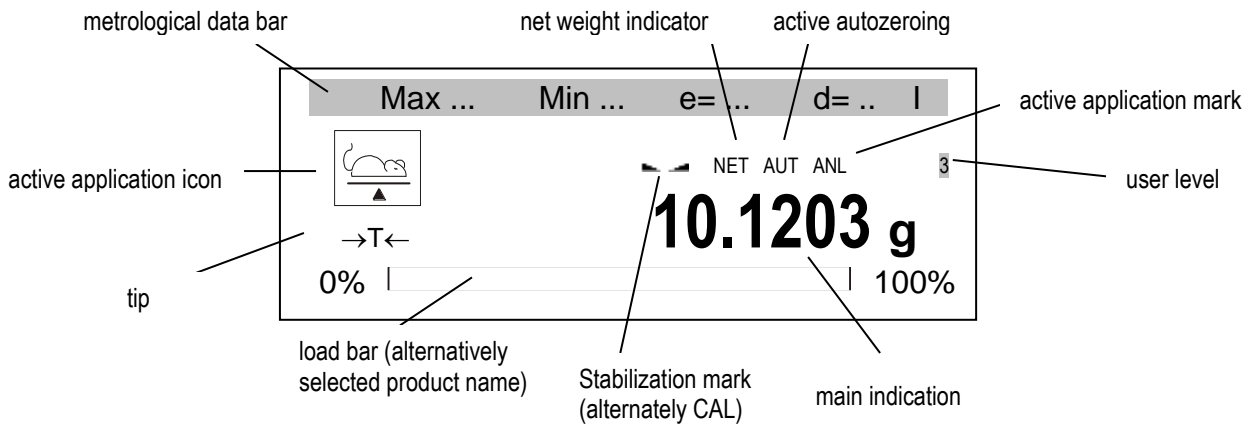 metrological data bar
net weight indicator
active autozeroing
Max ... Min ... e= ... d= .. I
active application mark
active application icon
NET AUT ANL
3
user level
10.1203 g
→T←
tip
0% 100%
load bar (alternatively
selected product name)
Stabilization mark
(alternately CAL)
main indication